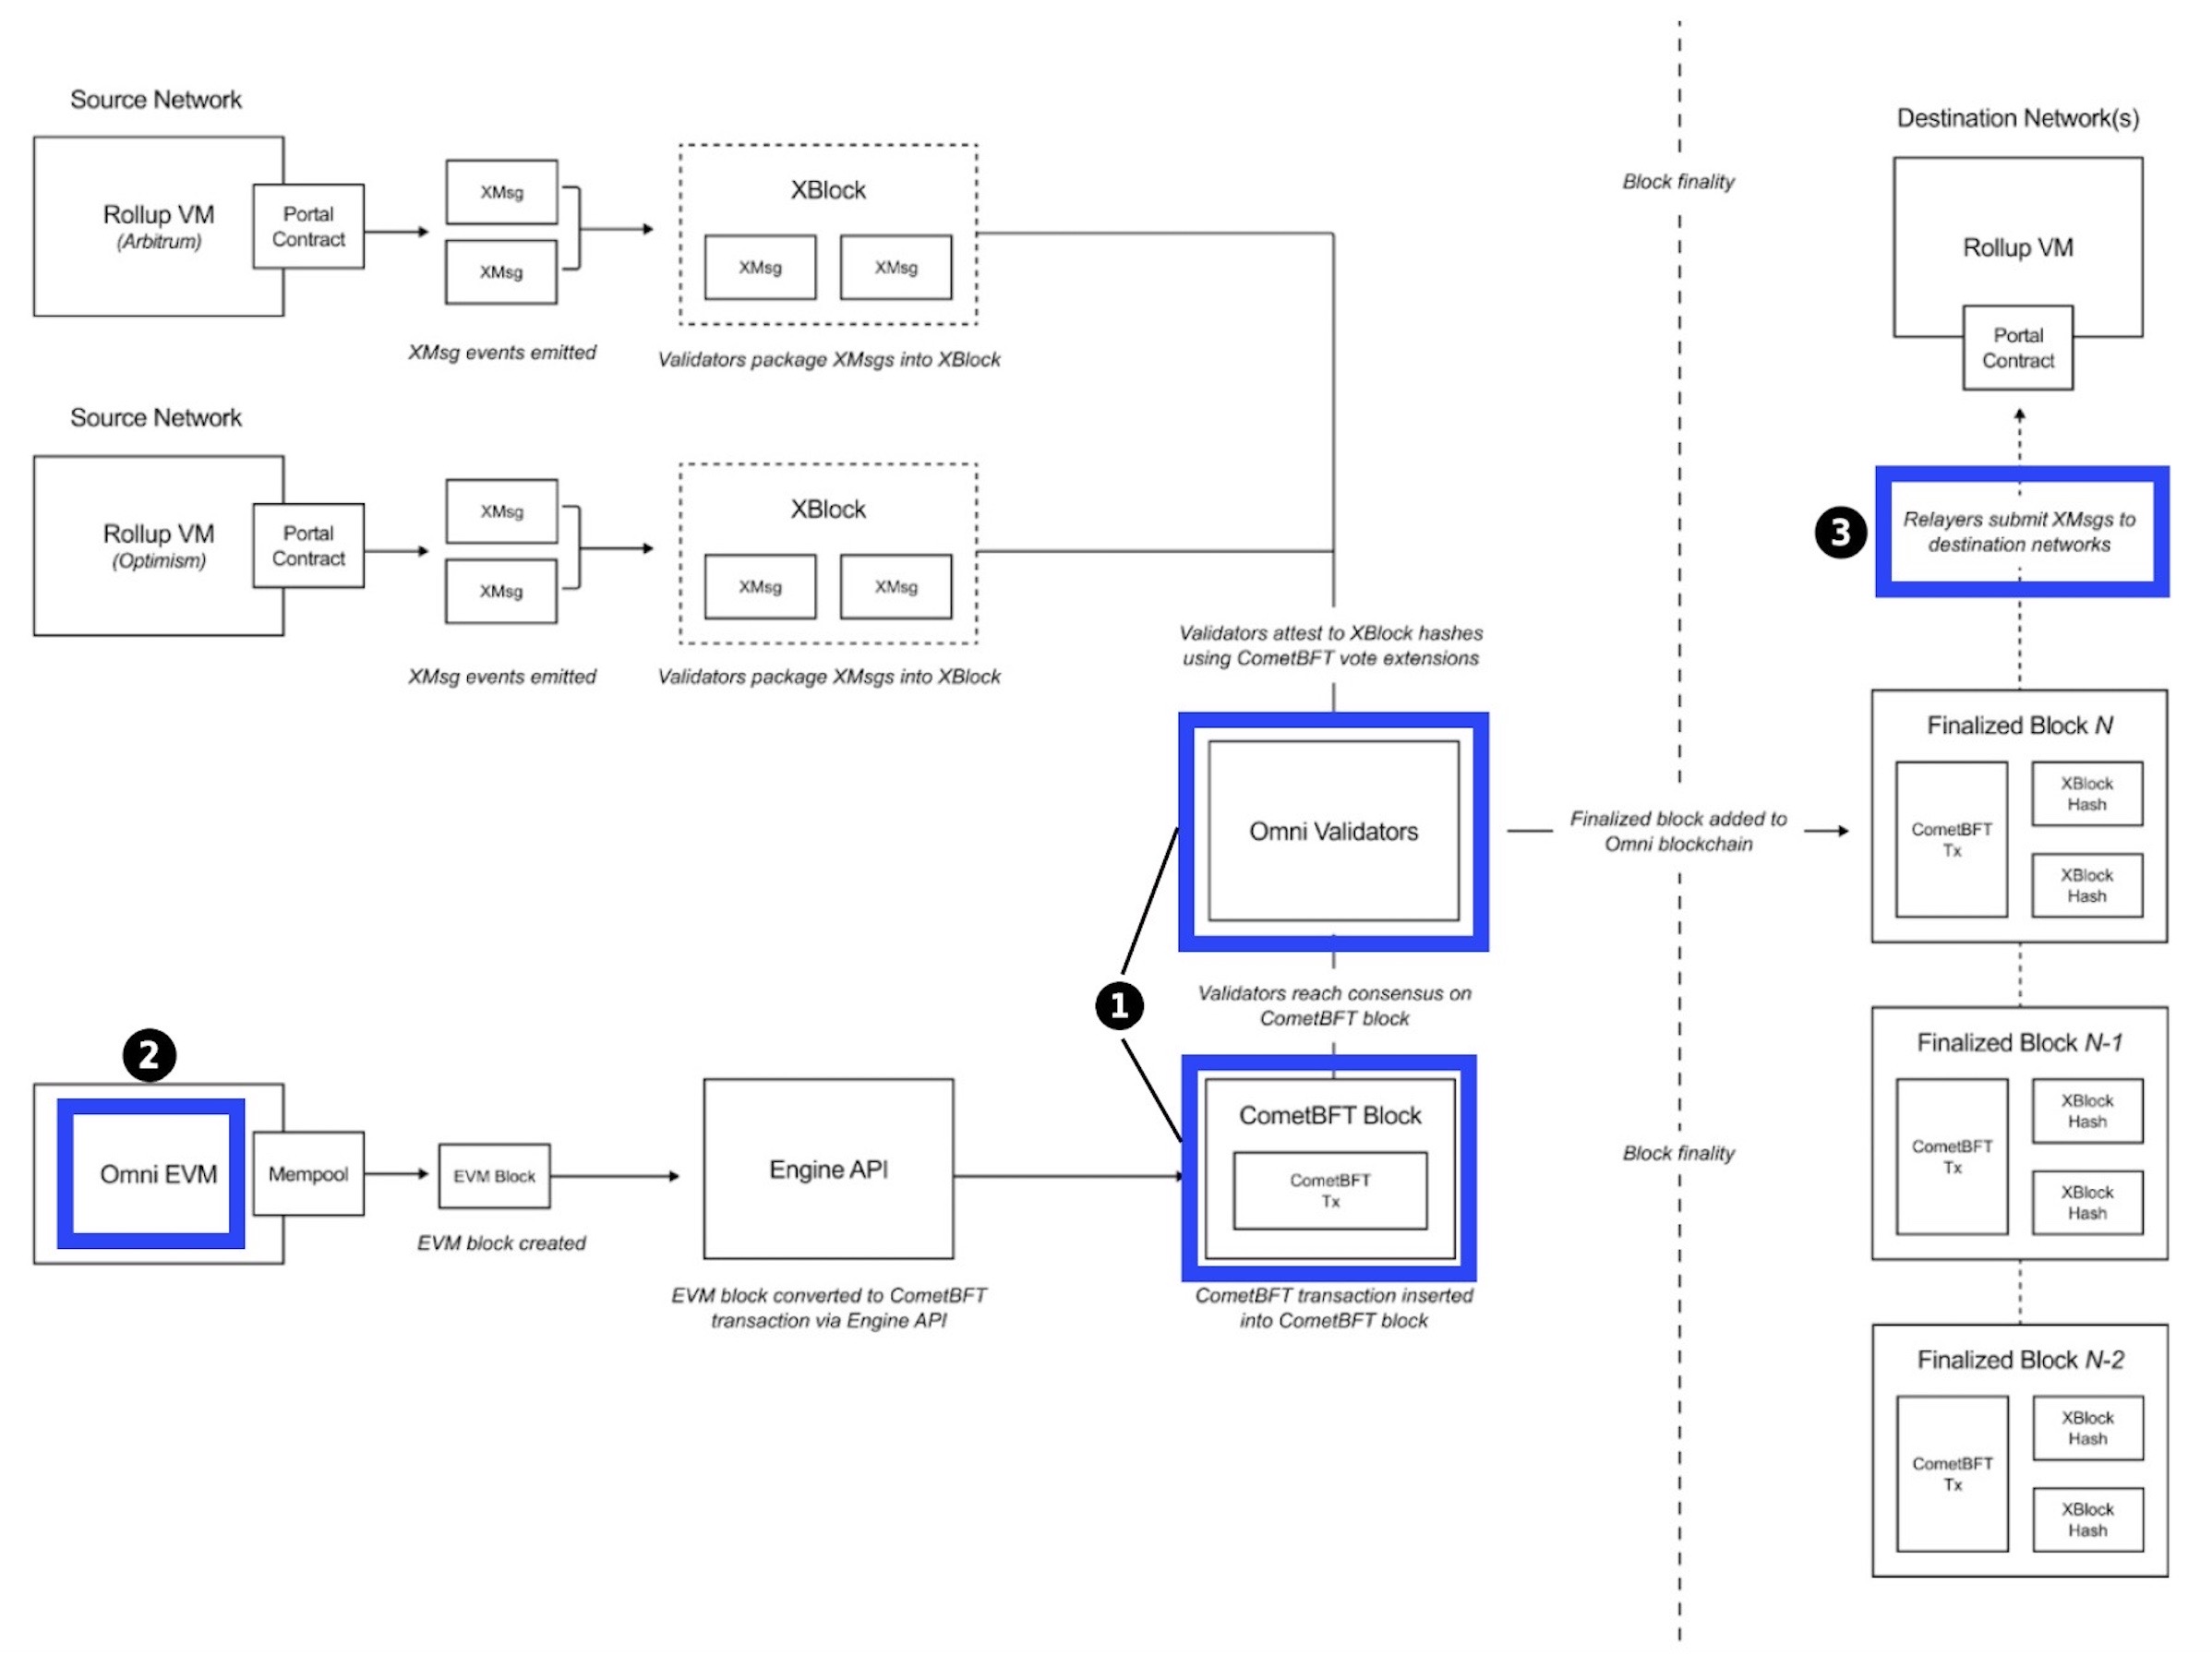 Source Network
Rollup VM
(Arbitrum)
Portal
Contract
XMsg
XMsg
XMsg events emitted
XBlock
XMsg
XMsg
Validators package XMsgs into XBlock
Source Network
Rollup VM
(Optimism)
Portal
Contract
XMsg
XMsg
XMsg events emitted
XBlock
XMsg
XMsg
Validators package XMsgs into XBlock
Validators attest to XBlock hashes
using CometBFT vote extensions
Omni Validators
1
Validators reach consensus on
CometBFT block
2
Omni EVM
Mempool
EVM Block
EVM block created
Engine API
EVM block converted to CometBFT
transaction via Engine API
CometBFT Block
CometBFT
Tx
CometBFT transaction inserted
into CometBFT block
Block finality
Finalized block added to
Omni blockchain
Block finality
Destination Network(s)
Rollup VM
Portal
Contract
3
Relayers submit XMsgs to
destination networks
Finalized Block N
CometBFT
Tx
XBlock
Hash
XBlock
Hash
Finalized Block N-1
CometBFT
Tx
XBlock
Hash
XBlock
Hash
Finalized Block N-2
CometBFT
Tx
XBlock
Hash
XBlock
Hash